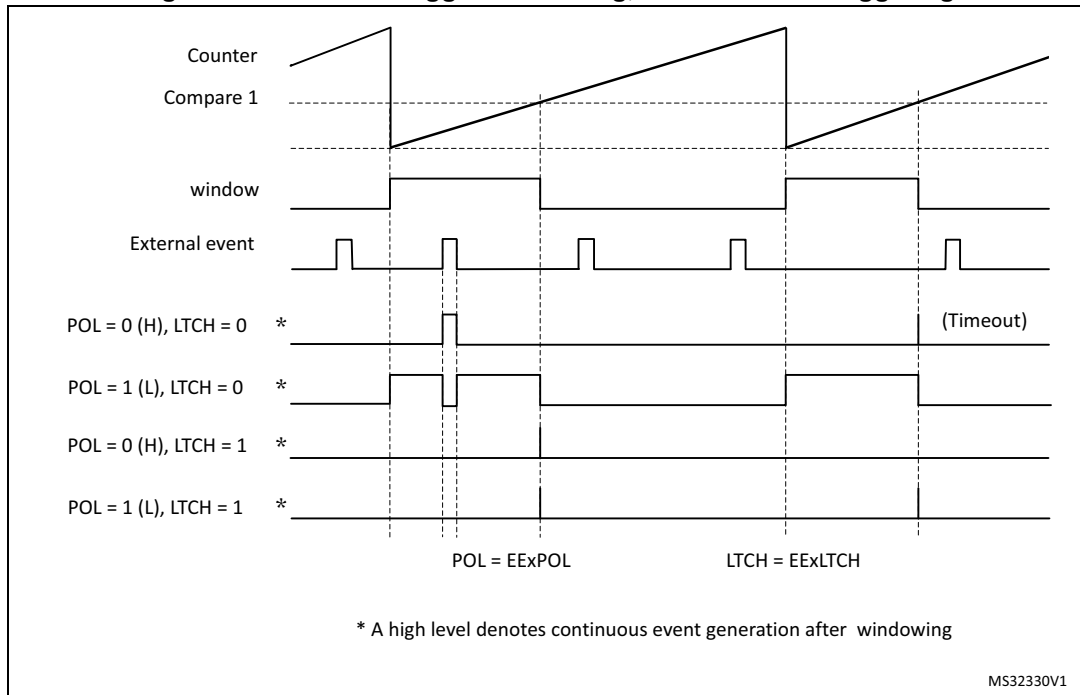 Counter
Compare 1
window
External event
POL = 0 (H), LTCH = 0 *
(Timeout)
POL = 1 (L), LTCH = 0 *
POL = 0 (H), LTCH = 1 *
POL = 1 (L), LTCH = 1 *
POL = EExPOL
LTCH = EExLTCH
* A high level denotes continuous event generation after windowing
MS32330V1